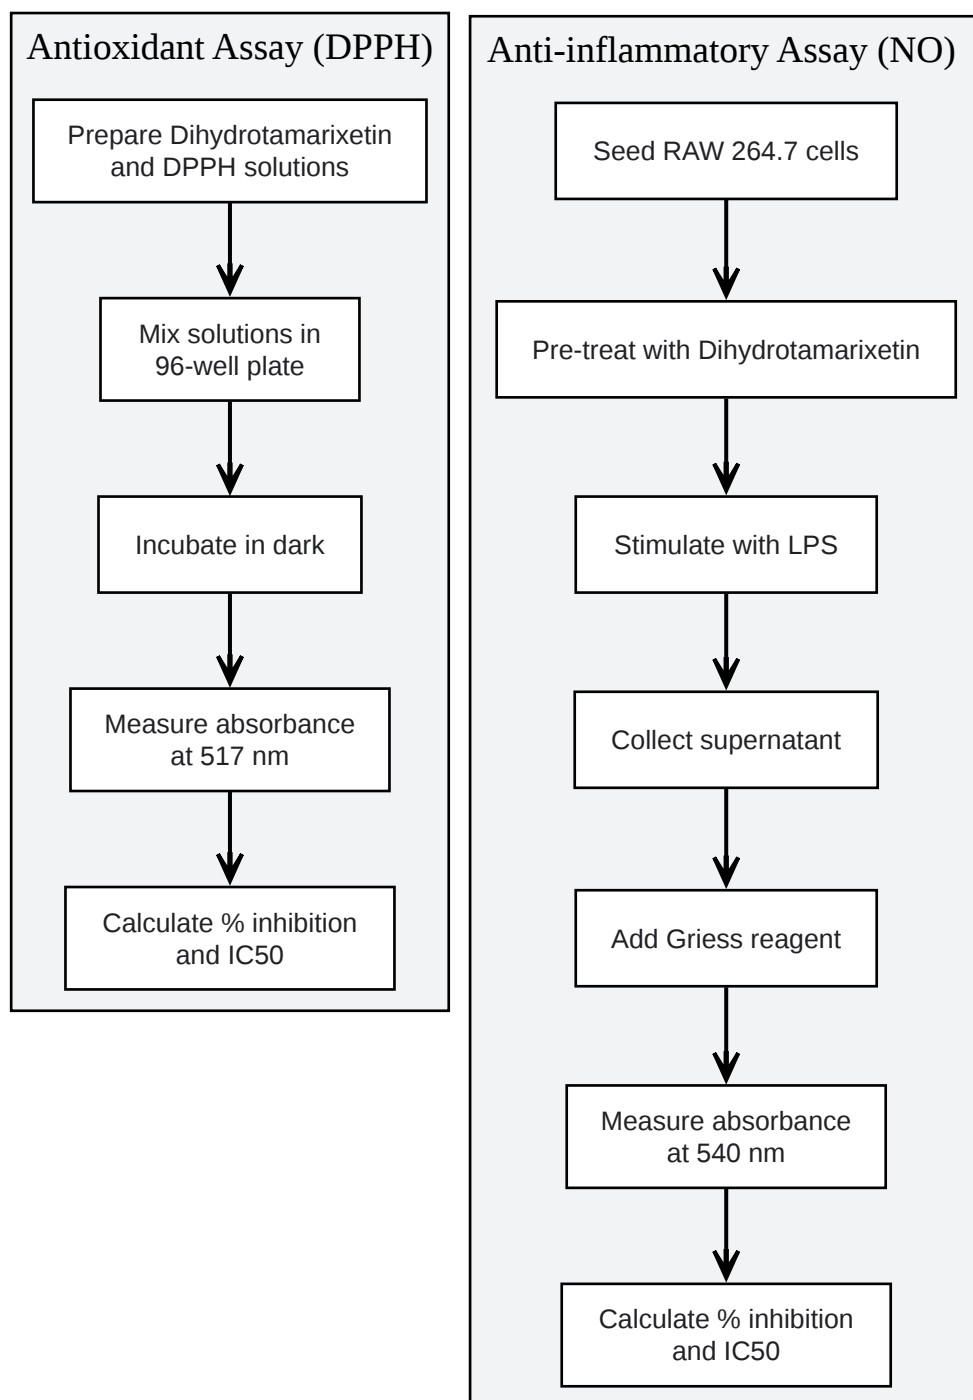 Antioxidant Assay (DPPH)
Prepare Dihydrotamarixetin
and DPPH solutions
Mix solutions in
96-well plate
Incubate in dark
Measure absorbance
at 517 nm
Calculate % inhibition
and IC50
Anti-inflammatory Assay (NO)
Seed RAW 264.7 cells
Pre-treat with Dihydrotamarixetin
Stimulate with LPS
Collect supernatant
Add Griess reagent
Measure absorbance
at 540 nm
Calculate % inhibition
and IC50